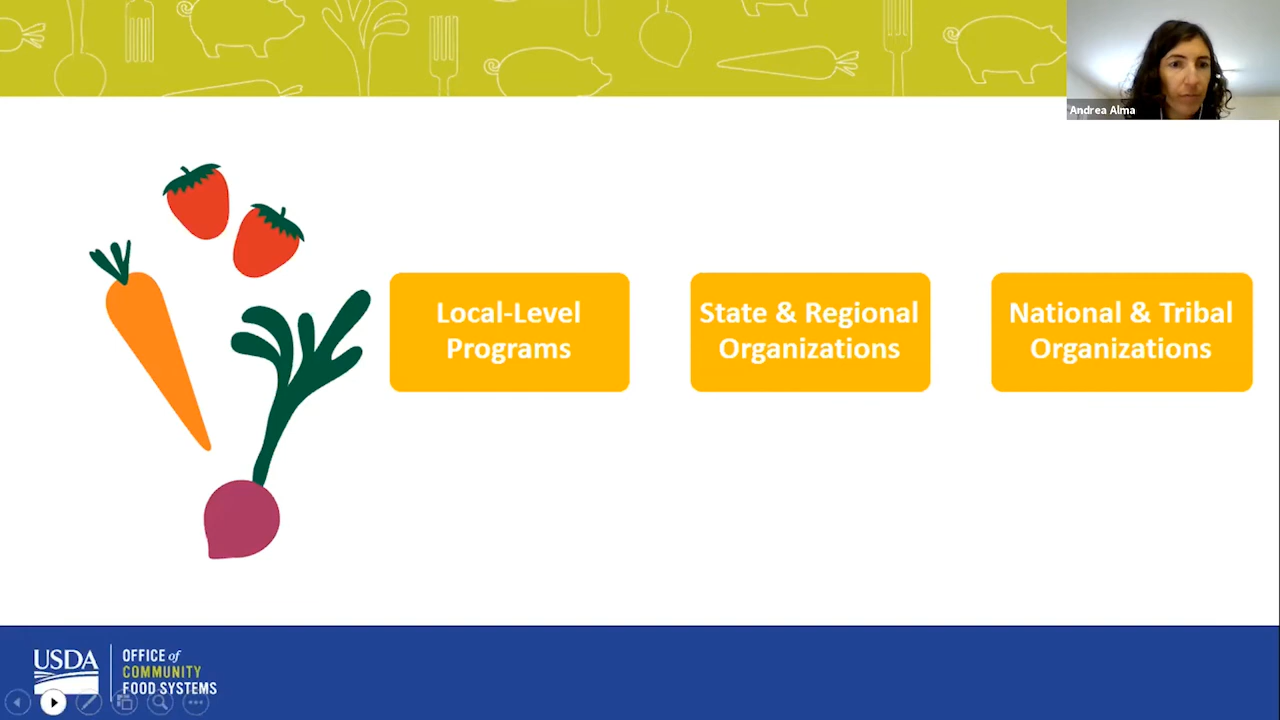 Andrea Alma
Local-Level
Programs
State & Regional
Organizations
National & Tribal
Organizations
USDA
OFFICE of
COMMUNITY
FOOD SYSTEMS